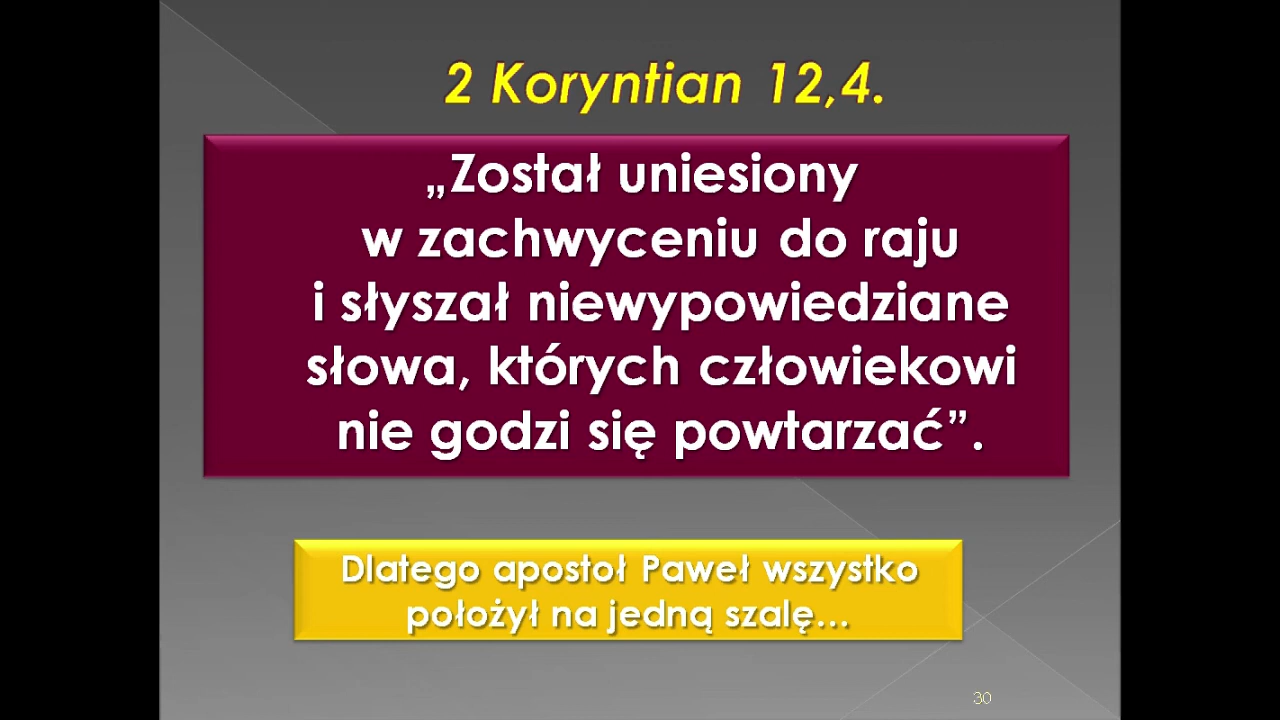 2 Koryntian 12,4.
„Został uniesiony
w zachwyceniu do raju
i słyszał niewypowiedziane
słowa, których człowiekowi
nie godzi się powtarzać”.
Dlatego apostoł Paweł wszystko
położył na jedną szalę…
30